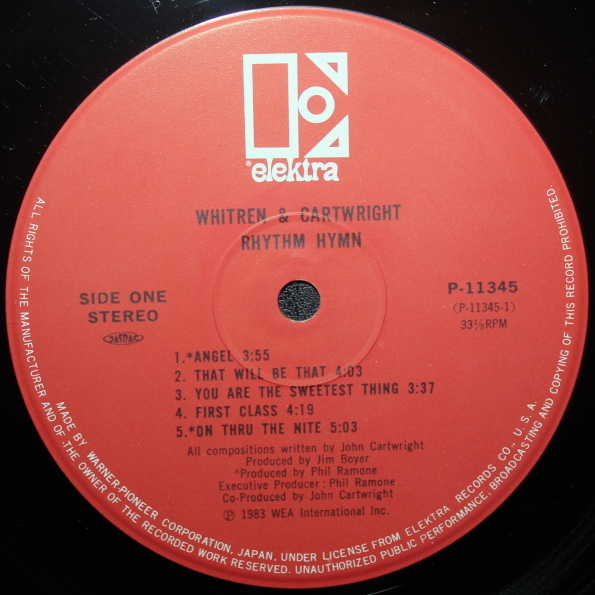 ® elektra
WHITREN & CARTWRIGHT
RHYTHM HYMN
SIDE ONE
STEREO
JASRAC
P-11345
(P-11345-1)
33⅓RPM
1.*ANGEL 3:55
2. THAT WILL BE THAT 4:03
3. YOU ARE THE SWEETEST THING 3:37
4. FIRST CLASS 4:19
5.*ON THRU THE NITE 5:03
All compositions written by John Cartwright
Produced by Jim Boyer
*Produced by Phil Ramone
Executive Producer : Phil Ramone
Co-Produced by John Cartwright
Ⓟ 1983 WEA International Inc.
MADE BY WARNER-PIONEER CORPORATION, JAPAN, UNDER LICENSE FROM ELEKTRA RECORDS CO., U.S.A.
ALL RIGHTS OF THE MANUFACTURER AND OF THE OWNER OF THE RECORDED WORK RESERVED. UNAUTHORIZED PUBLIC PERFORMANCE, BROADCASTING AND COPYING OF THIS RECORD PROHIBITED.